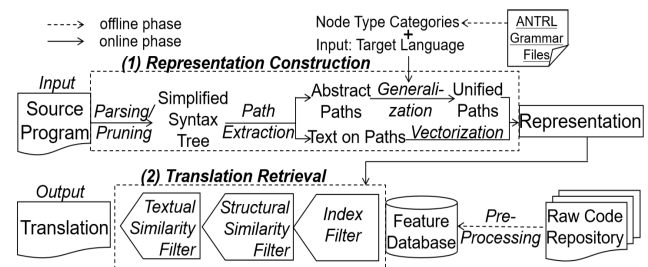 offline phase
online phase
Node Type Categories
+
Input: Target Language
ANTRL
Grammar
Files
(1) Representation Construction
Input
Source
Program
Parsing/
Pruning
Simplified
Syntax
Tree
Path
Extraction
Abstract
Paths
Generali-
zation
Unified
Paths
Text on Paths
Vectorization
Representation
(2) Translation Retrieval
Output
Translation
Textual
Similarity
Filter
Structural
Similarity
Filter
Index
Filter
Feature
Database
Pre-
Processing
Raw Code
Repository